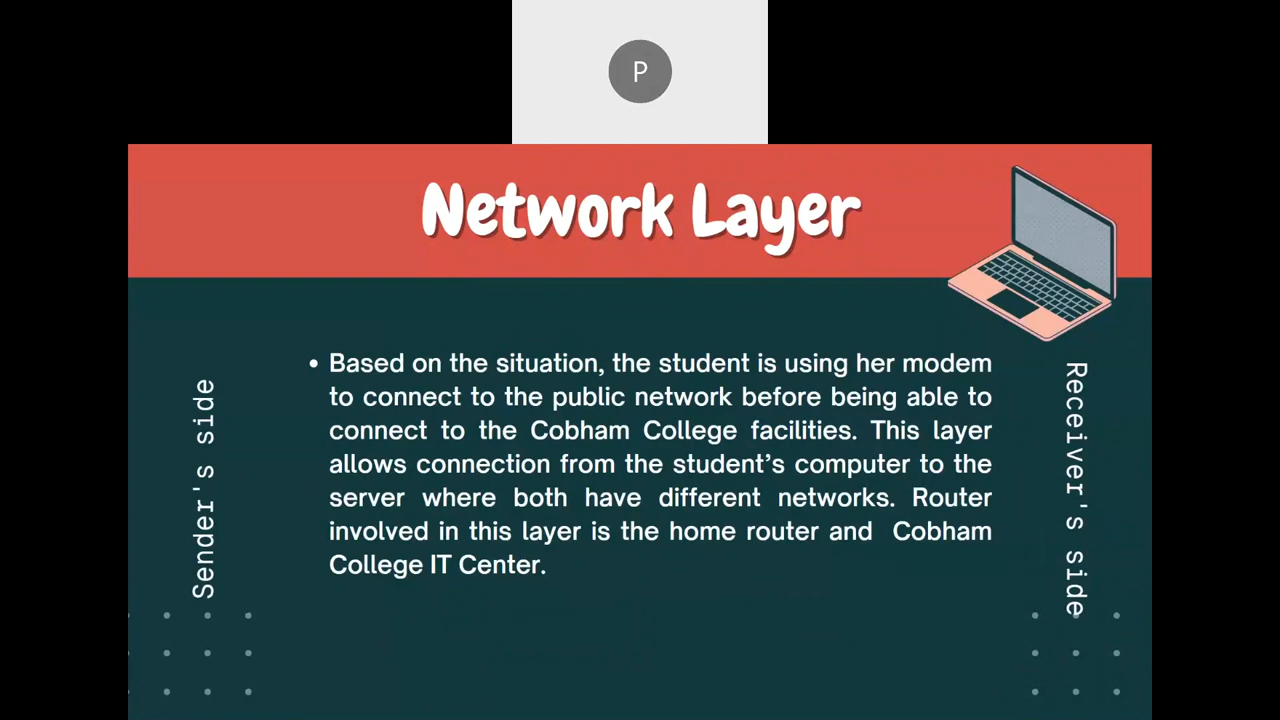 P
Network Layer
Sender's side
• Based on the situation, the student is using her modem
to connect to the public network before being able to
connect to the Cobham College facilities. This layer
allows connection from the student’s computer to the
server where both have different networks. Router
involved in this layer is the home router and Cobham
College IT Center.
Receiver's side